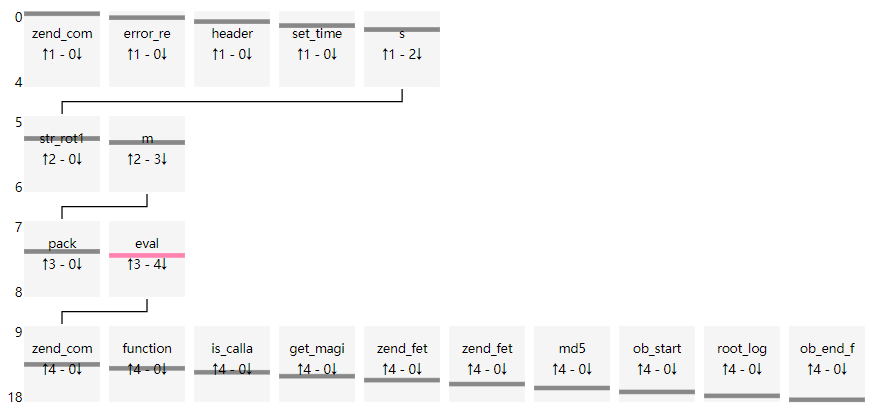 0
zend_com error_re header set_time s
↑1 - 0↓ ↑1 - 0↓ ↑1 - 0↓ ↑1 - 0↓ ↑1 - 2↓
4
5
str_rot1 m
↑2 - 0↓ ↑2 - 3↓
6
7
pack eval
↑3 - 0↓ ↑3 - 4↓
8
9
zend_com function is_calla get_magi zend_fet zend_fet md5 ob_start root_log ob_end_f
↑4 - 0↓ ↑4 - 0↓ ↑4 - 0↓ ↑4 - 0↓ ↑4 - 0↓ ↑4 - 0↓ ↑4 - 0↓ ↑4 - 0↓ ↑4 - 0↓ ↑4 - 0↓
18